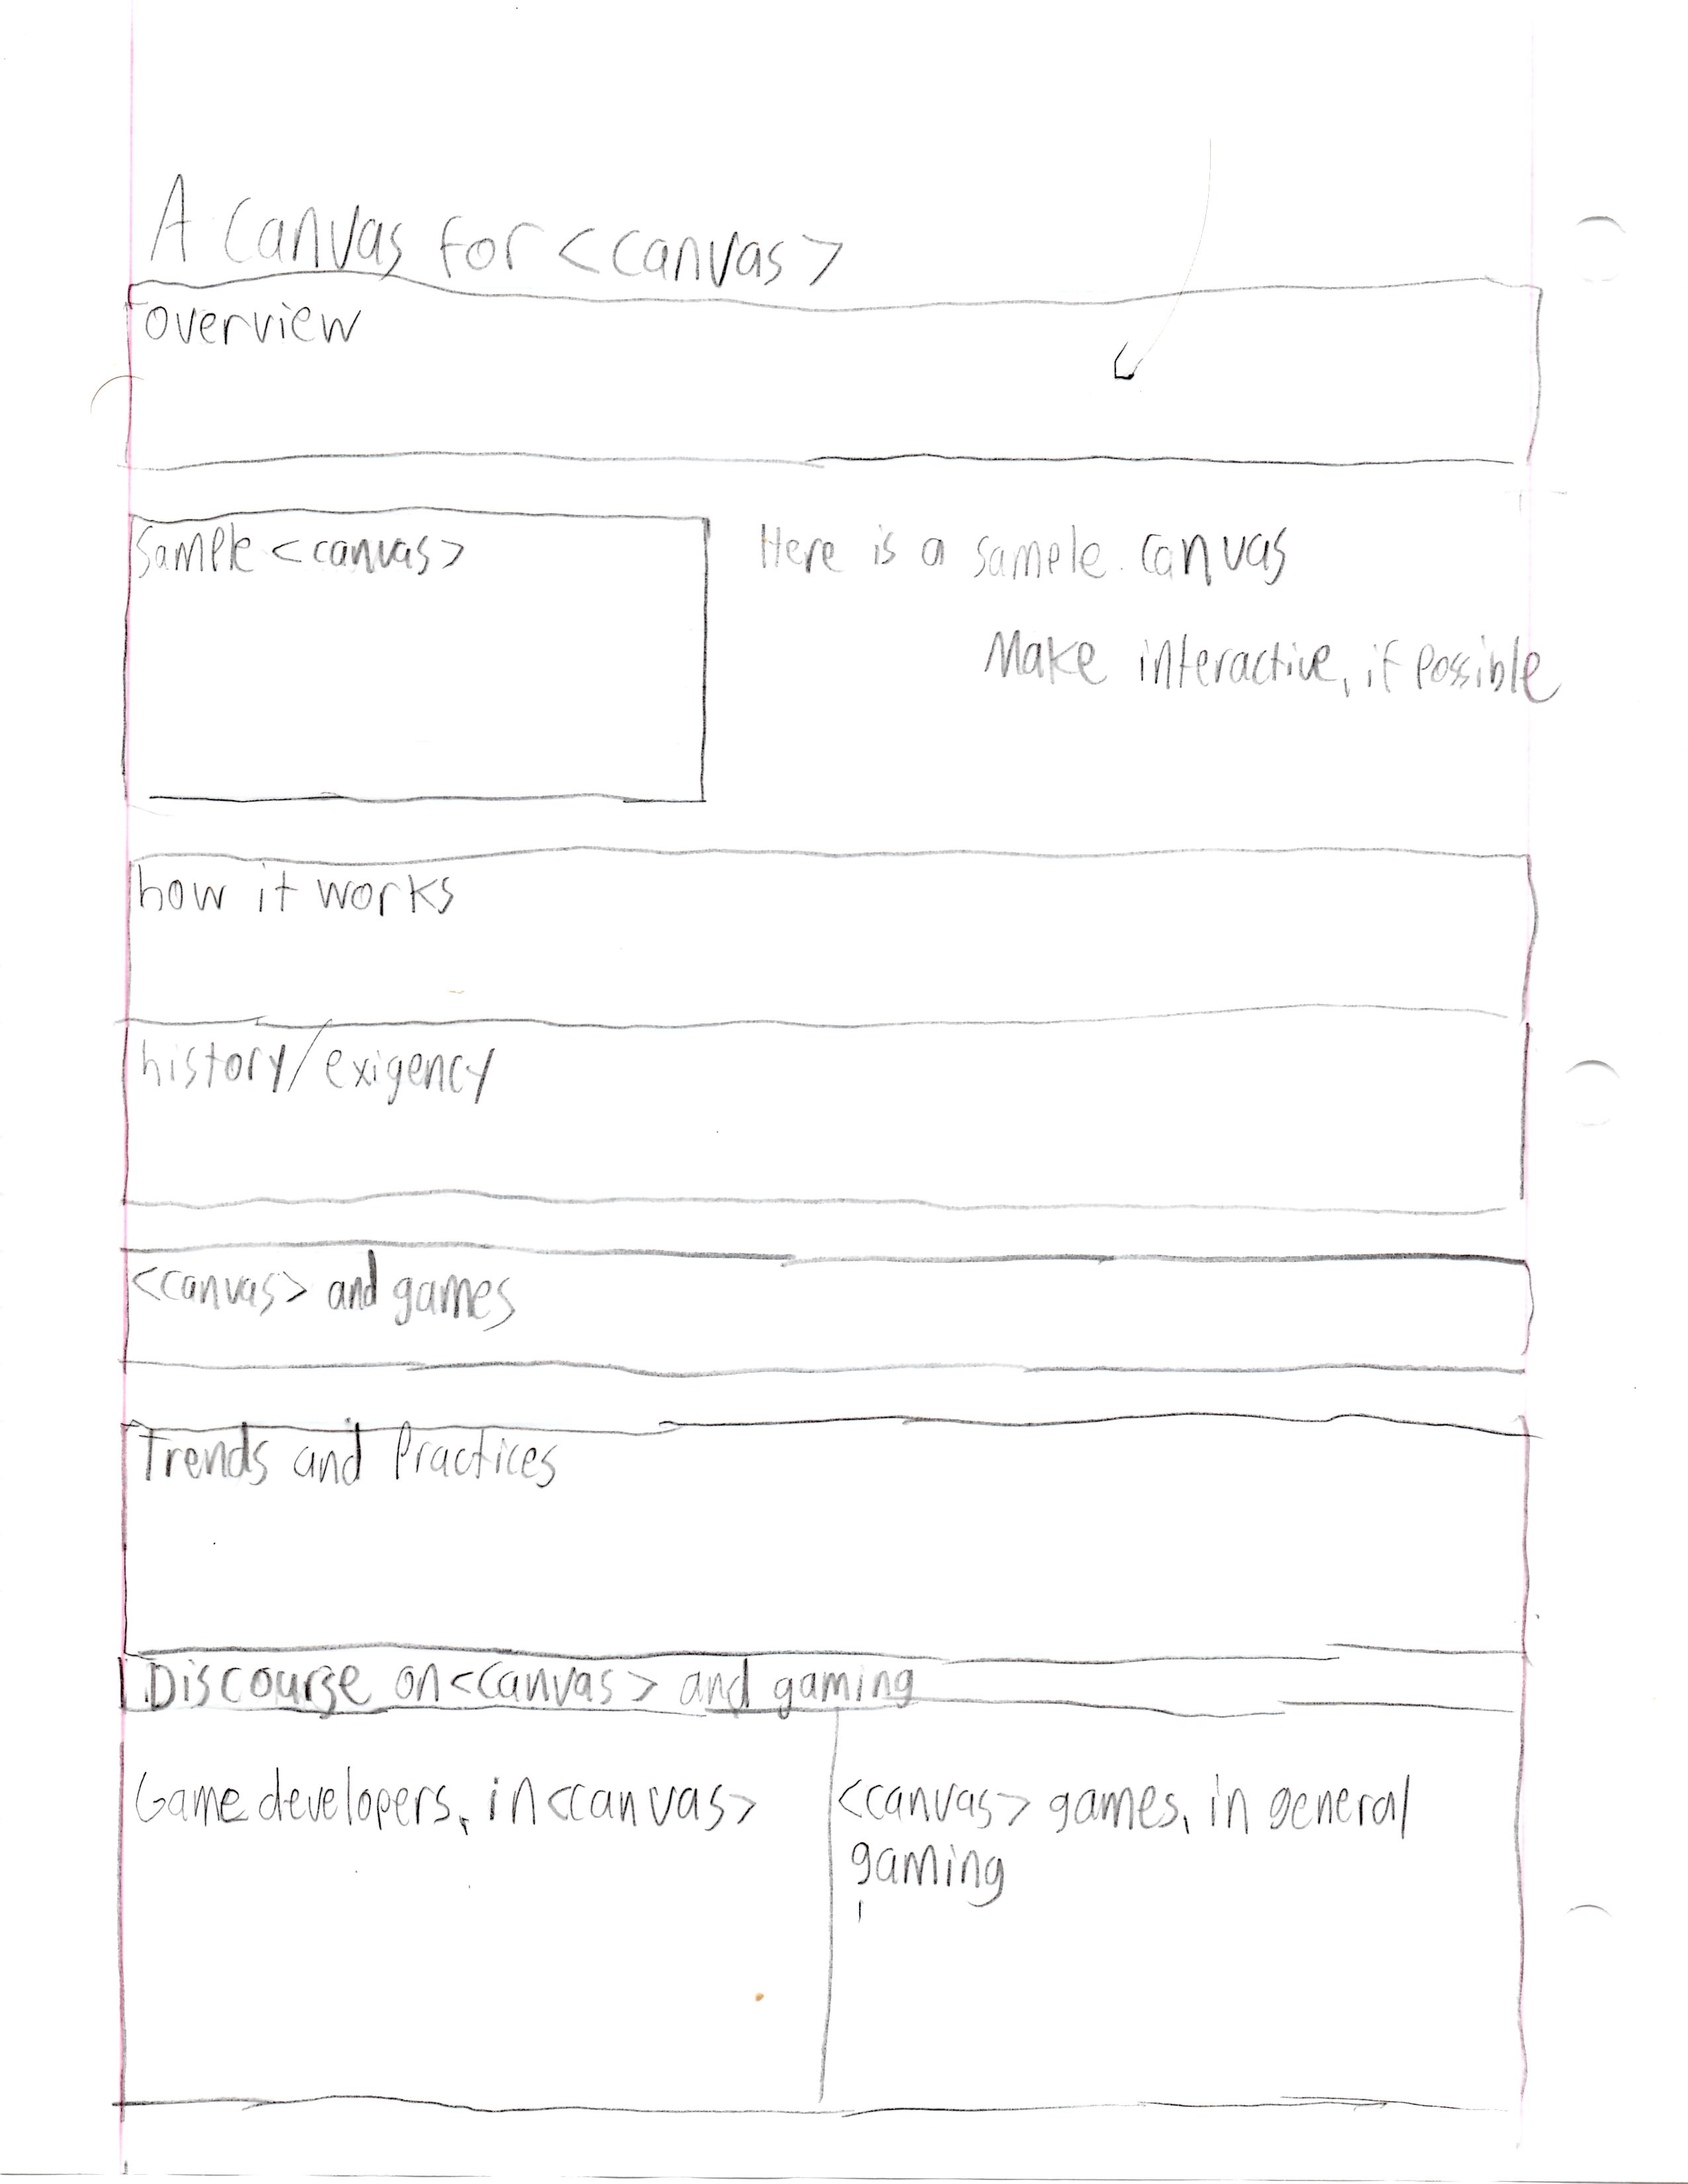 A Canvas for <canvas>
overview
Sample <canvas>
Here is a sample canvas
Make interactive, if possible
how it works
history/exigency
<canvas> and games
Trends and Practices
Discourse on <canvas> and gaming
Game developers, in <canvas>
<canvas> games, in general
gaming